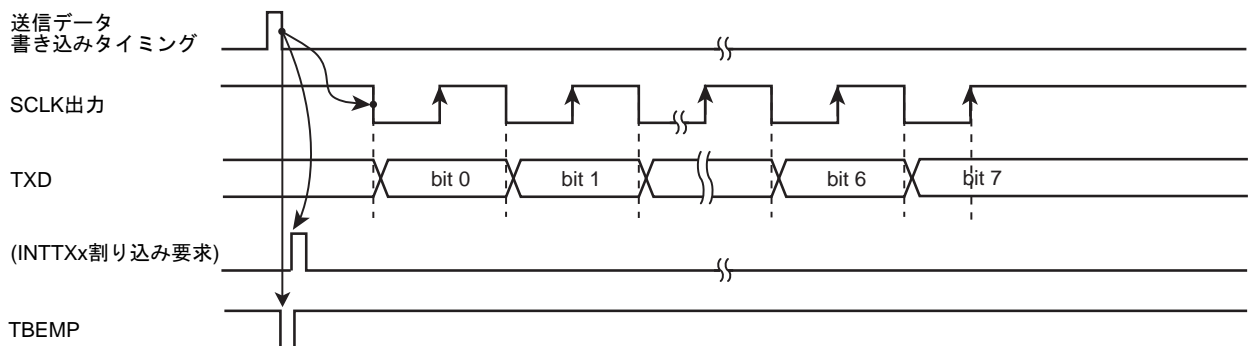 送信データ
書き込みタイミング
SCLK出力
TXD
bit 0
bit 1
bit 6
bit 7
(INTTXx割り込み要求)
TBEMP